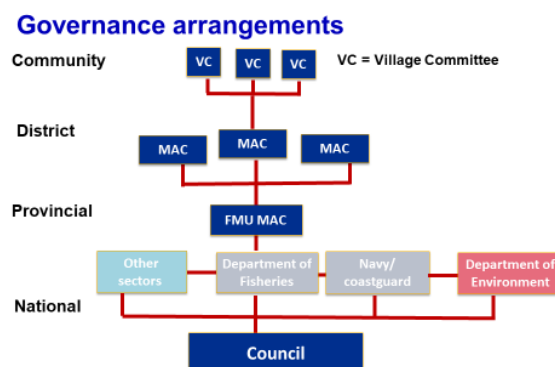 Governance arrangements
Community
VC VC VC
VC = Village Committee
District
MAC MAC MAC
Provincial
FMU MAC
Other
sectors
Department of
Fisheries
Navy/
coastguard
Department of
Environment
National
Council